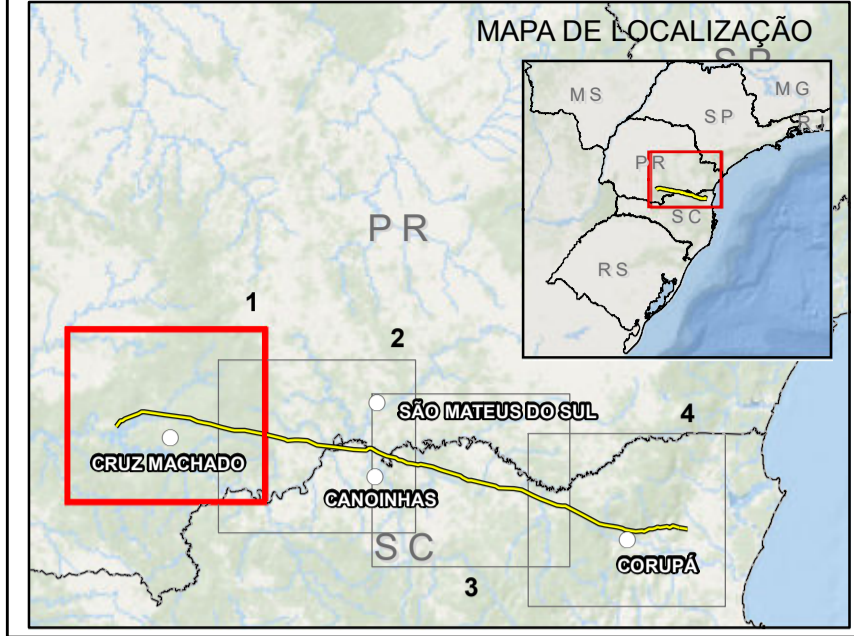 MAPA DE LOCALIZAÇÃO
SP
MS
MG
SP
RJ
PR
SC
RS
PR
1
2
SÃO MATEUS DO SUL
4
CRUZ MACHADO
CANOINHAS
SC
CORUPÁ
3